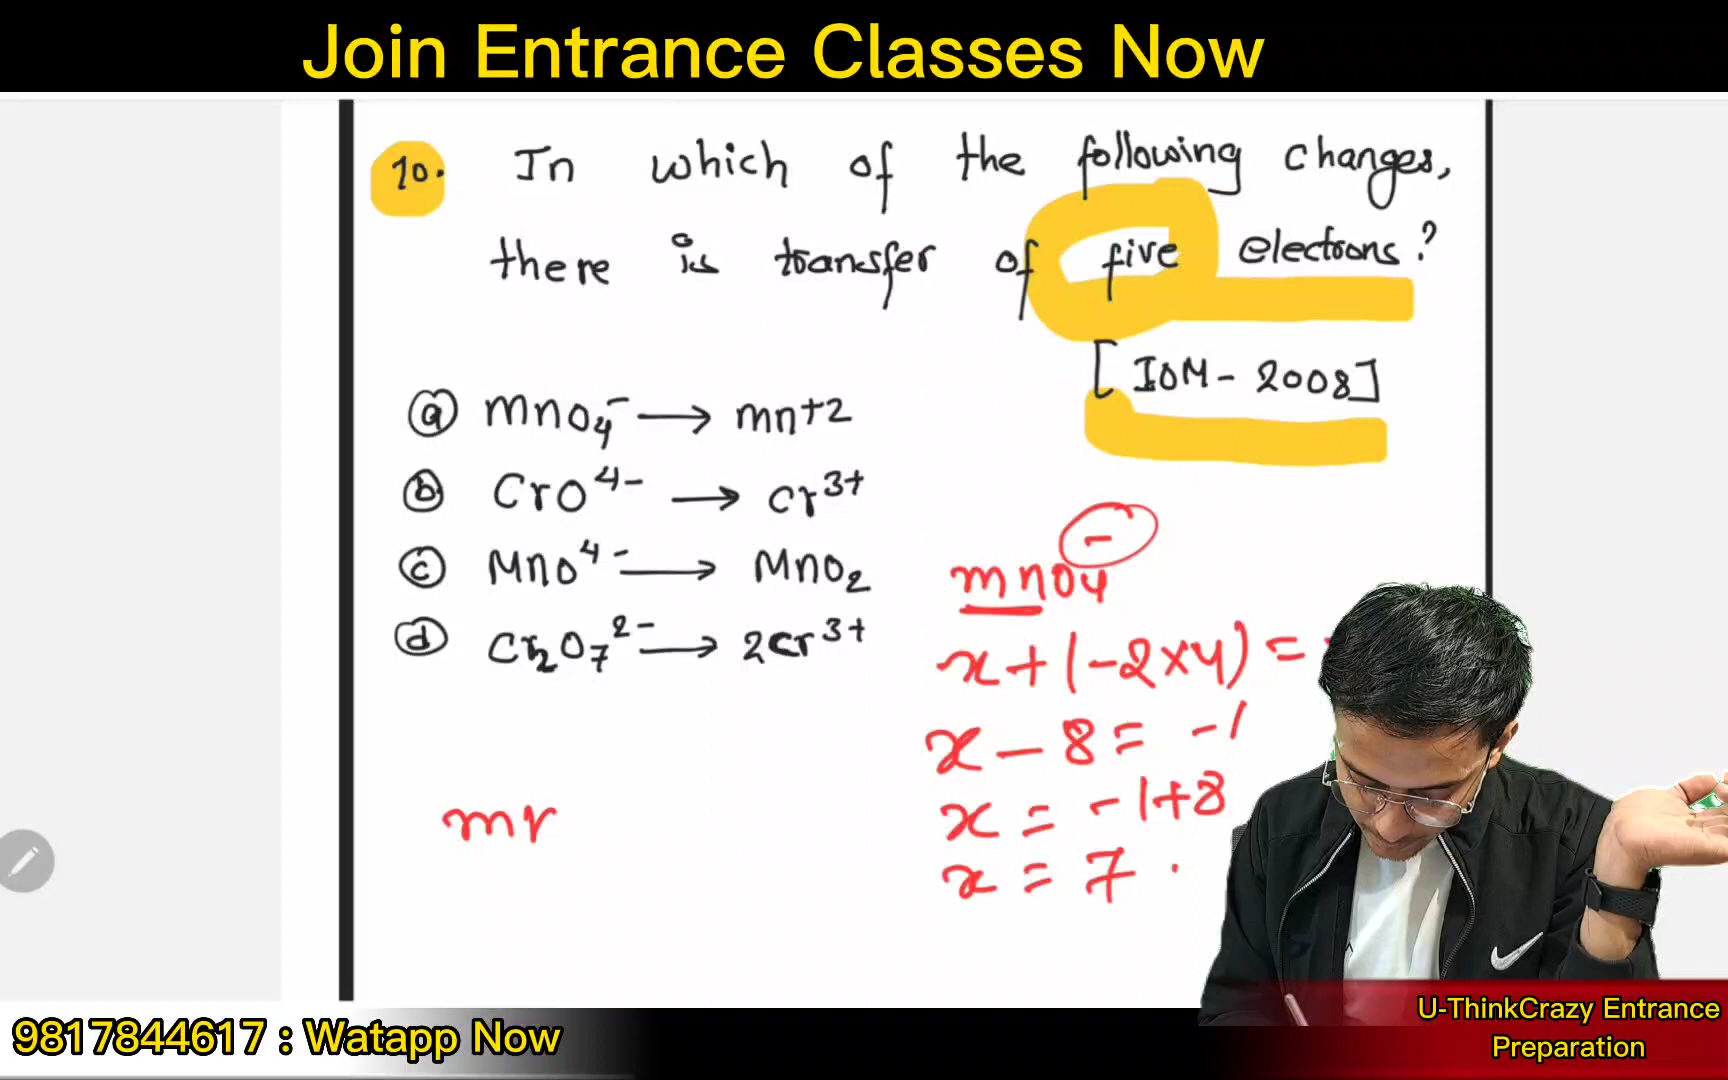 Join Entrance Classes Now
10. In which of the following changes,
there is transfer of five electrons?
[IOM - 2008]
(a) MnO₄⁻ → mn+2
(b) CrO⁴⁻ → cr³⁺
(c) MnO⁴⁻ → MnO₂
(d) Cr₂O₇²⁻ → 2cr³⁺
mnO4⁻
x + (-2×4) =
x - 8 = -1
x = -1+8
x = 7
mn
9817844617 : Watapp Now
U-ThinkCrazy Entrance
Preparation